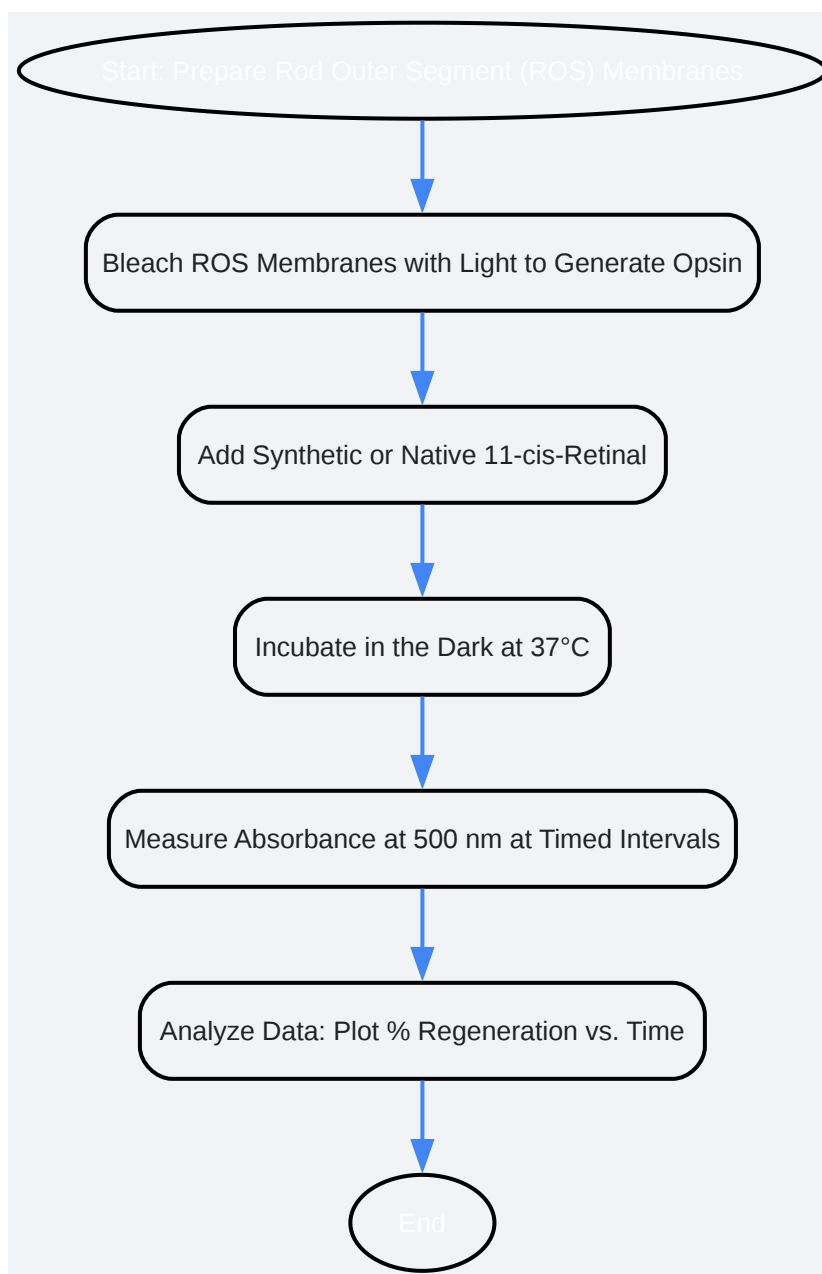 Start: Prepare Rod Outer Segment (ROS) Membranes
Bleach ROS Membranes with Light to Generate Opsin
Add Synthetic or Native 11-cis-Retinal
Incubate in the Dark at 37°C
Measure Absorbance at 500 nm at Timed Intervals
Analyze Data: Plot % Regeneration vs. Time
End